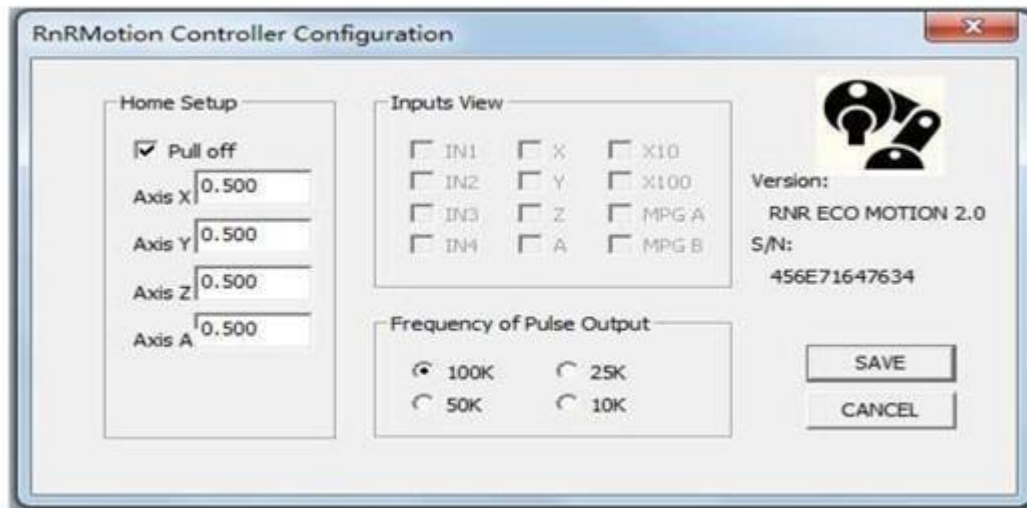 RnRMotion Controller Configuration
Home Setup
Pull off
Axis X 0.500
Axis Y 0.500
Axis Z 0.500
Axis A 0.500
Inputs View
IN1 X X10
IN2 Y X100
IN3 Z MPG A
IN4 A MPG B
Frequency of Pulse Output
100K 25K
50K 10K
Version:
RNR ECO MOTION 2.0
S/N:
456E71647634
SAVE
CANCEL